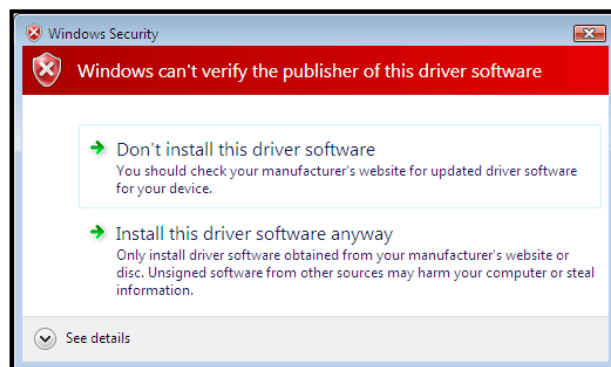 Windows Security
Windows can't verify the publisher of this driver software
Don't install this driver software
You should check your manufacturer's website for updated driver software
for your device.
Install this driver software anyway
Only install driver software obtained from your manufacturer's website or
disc. Unsigned software from other sources may harm your computer or steal
information.
See details